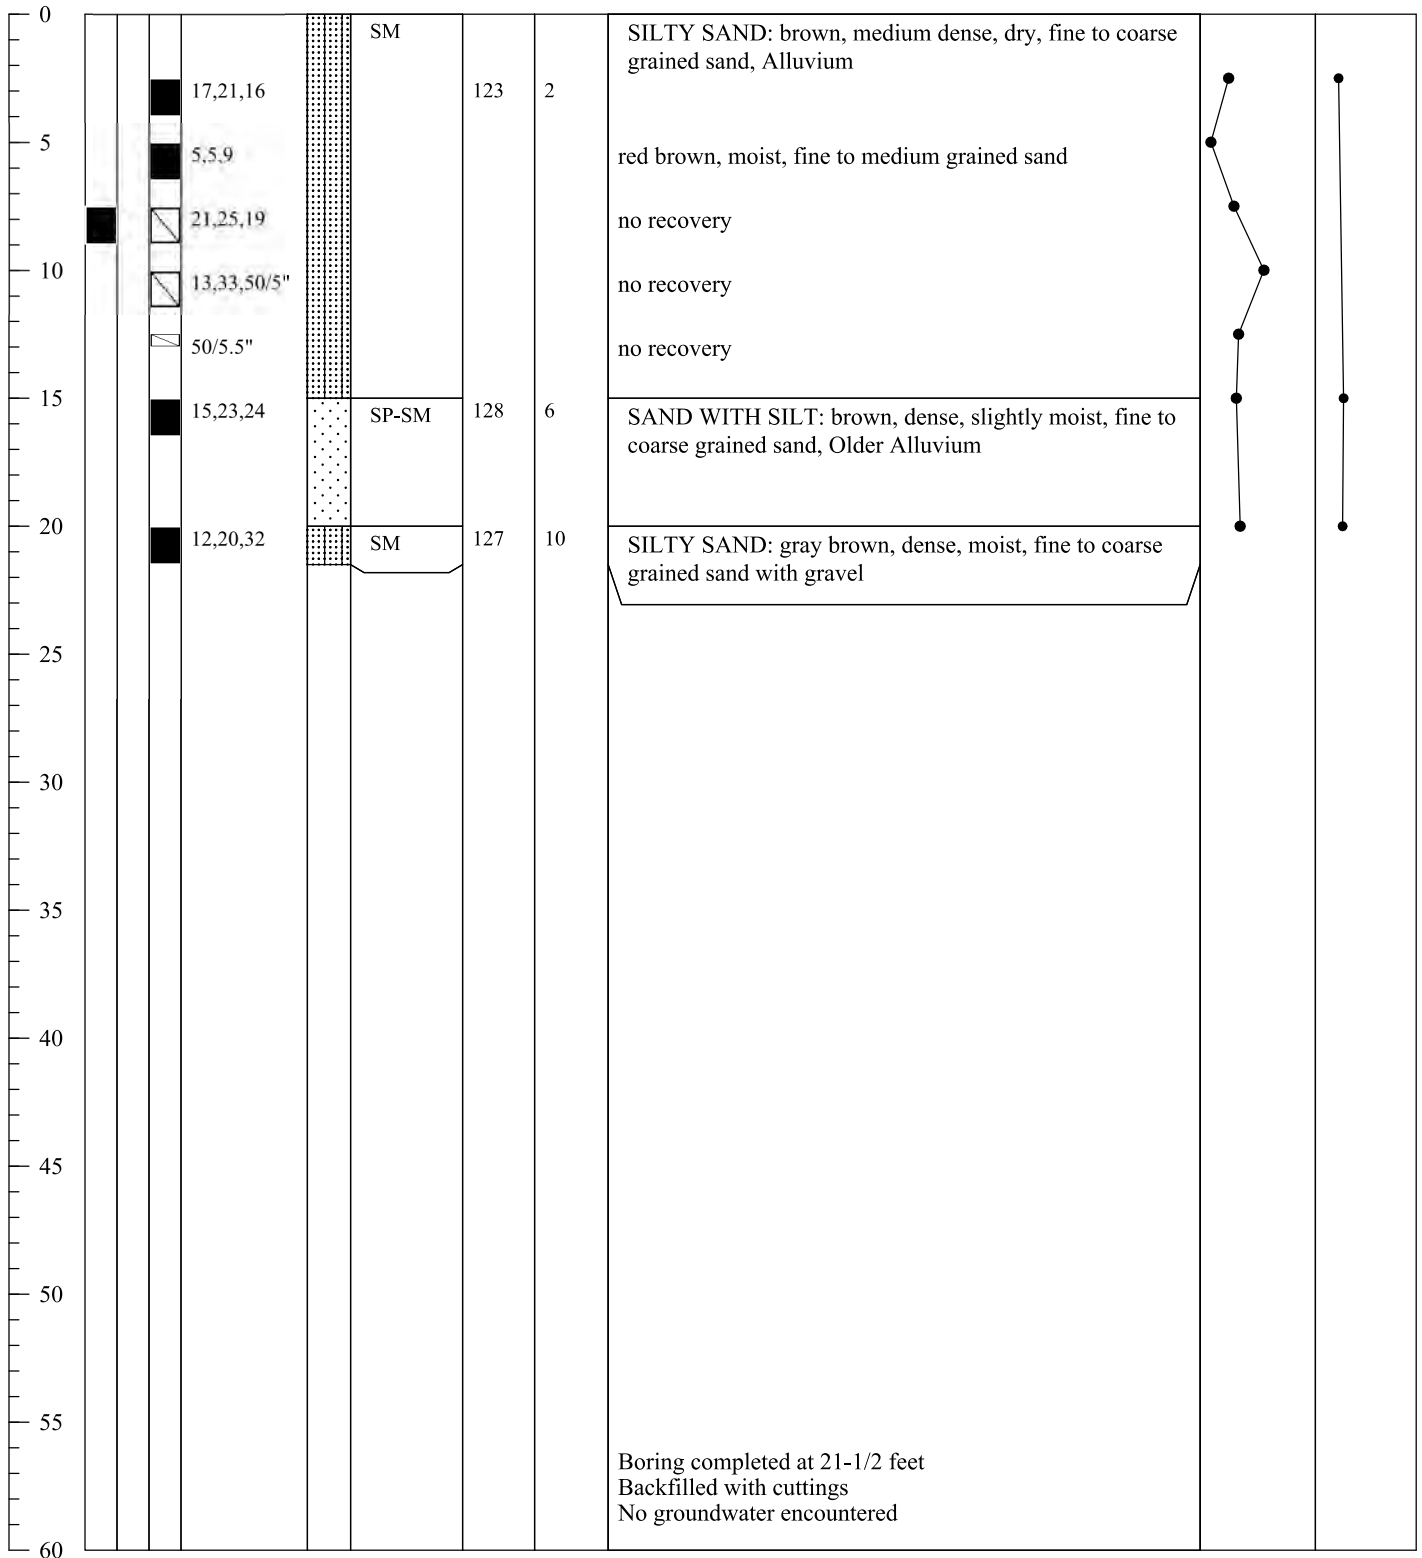 0
SM
SILTY SAND: brown, medium dense, dry, fine to coarse
grained sand, Alluvium
17,21,16
123
2
5
5,5,9
red brown, moist, fine to medium grained sand
21,25,19
no recovery
10
13,33,50/5"
no recovery
50/5.5"
no recovery
15
15,23,24
SP-SM
128
6
SAND WITH SILT: brown, dense, slightly moist, fine to
coarse grained sand, Older Alluvium
20
12,20,32
SM
127
10
SILTY SAND: gray brown, dense, moist, fine to coarse
grained sand with gravel
25
30
35
40
45
50
55
Boring completed at 21-1/2 feet
Backfilled with cuttings
No groundwater encountered
60